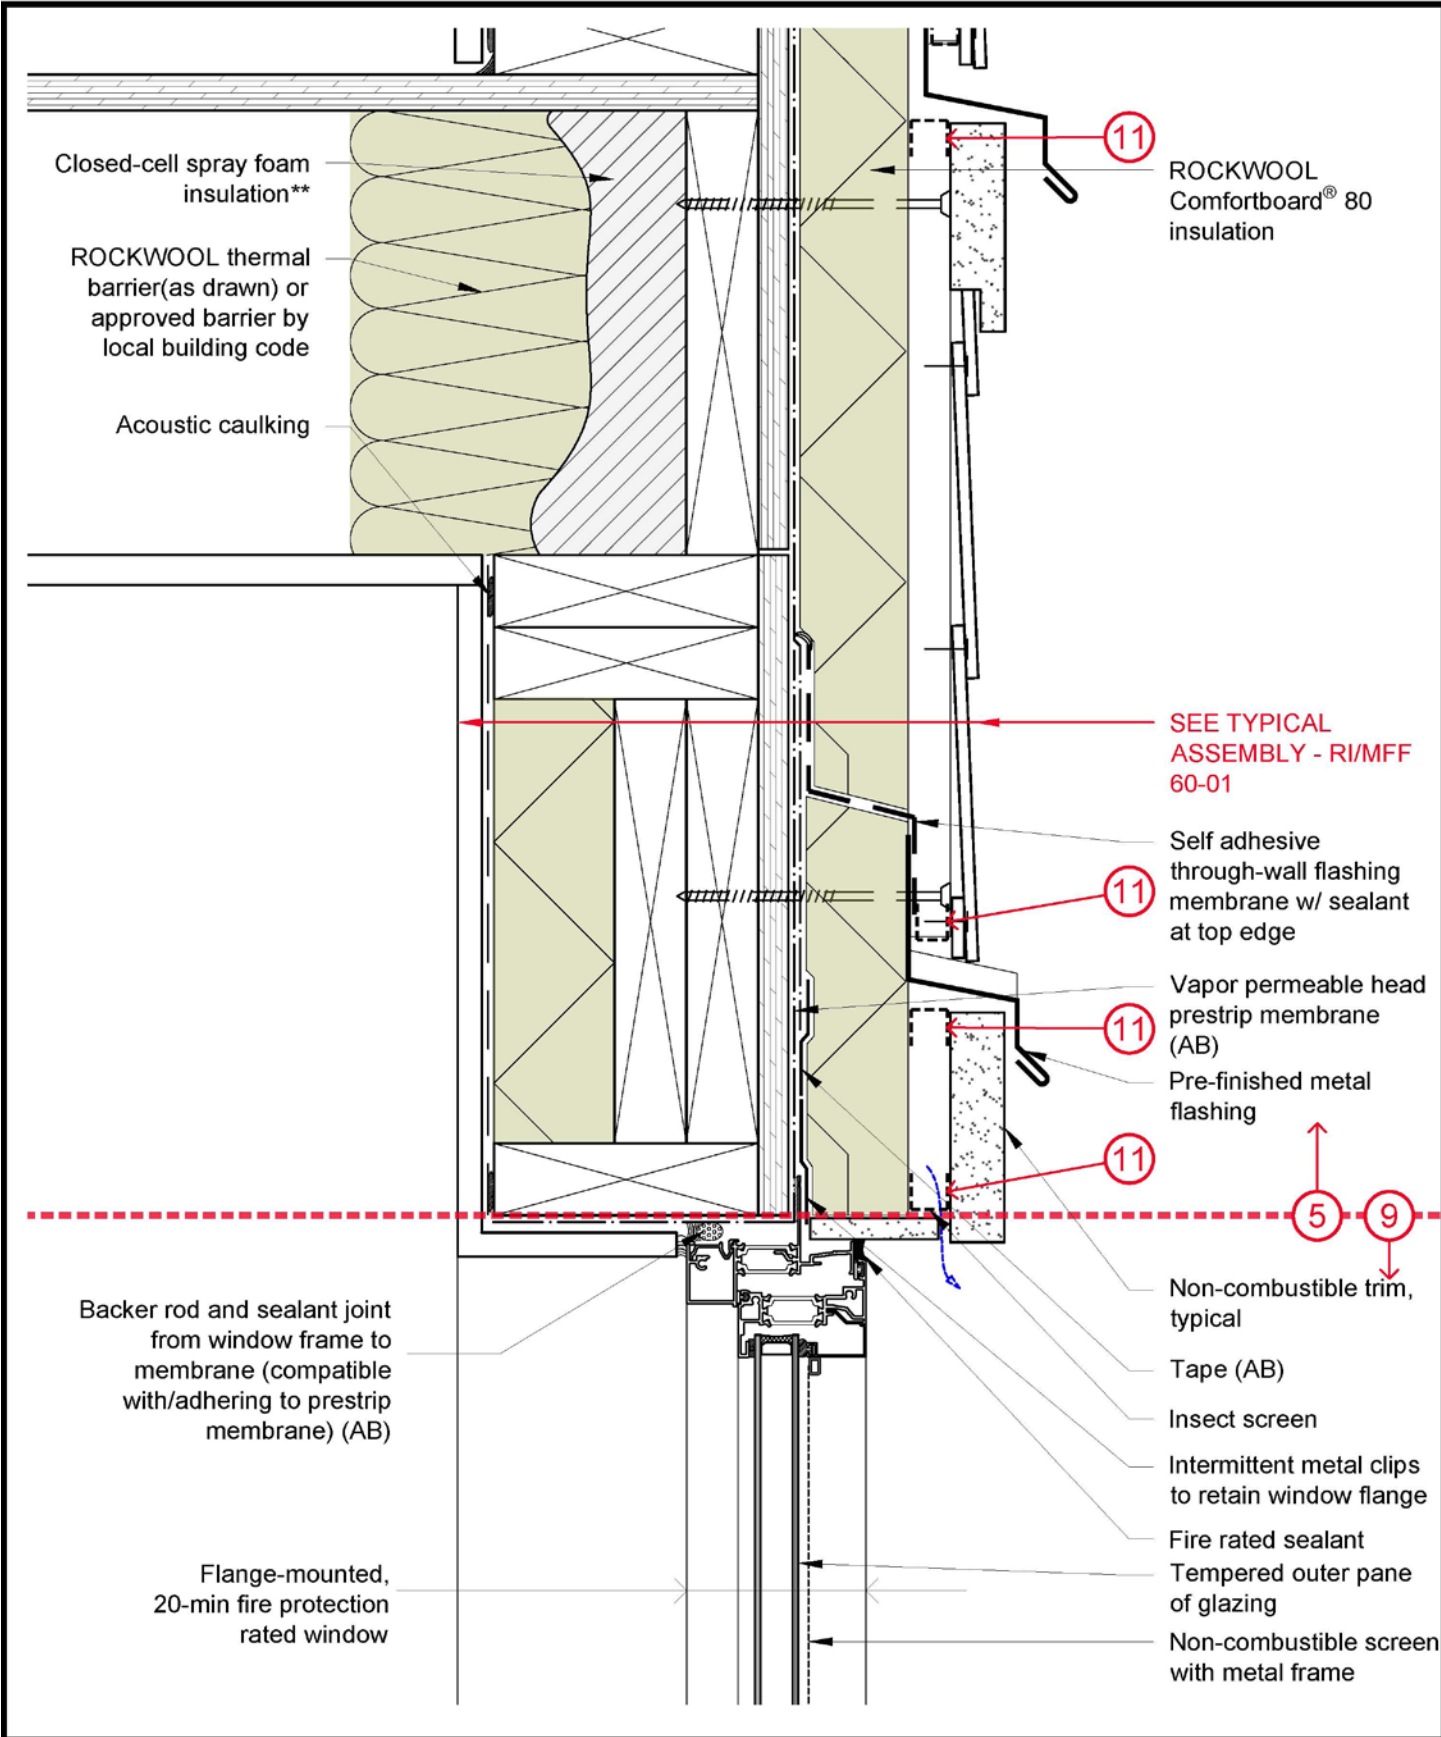 Closed-cell spray foam
insulation**
ROCKWOOL thermal
barrier(as drawn) or
approved barrier by
local building code
Acoustic caulking
11
ROCKWOOL
Comfortboard® 80
insulation
SEE TYPICAL
ASSEMBLY - RI/MFF
60-01
Self adhesive
through-wall flashing
membrane w/ sealant
at top edge
11
Vapor permeable head
prestrip membrane
(AB)
11
Pre-finished metal
flashing
11
5
9
Non-combustible trim,
typical
Tape (AB)
Insect screen
Intermittent metal clips
to retain window flange
Fire rated sealant
Tempered outer pane
of glazing
Non-combustible screen
with metal frame
Backer rod and sealant joint
from window frame to
membrane (compatible
with/adhering to prestrip
membrane) (AB)
Flange-mounted,
20-min fire protection
rated window